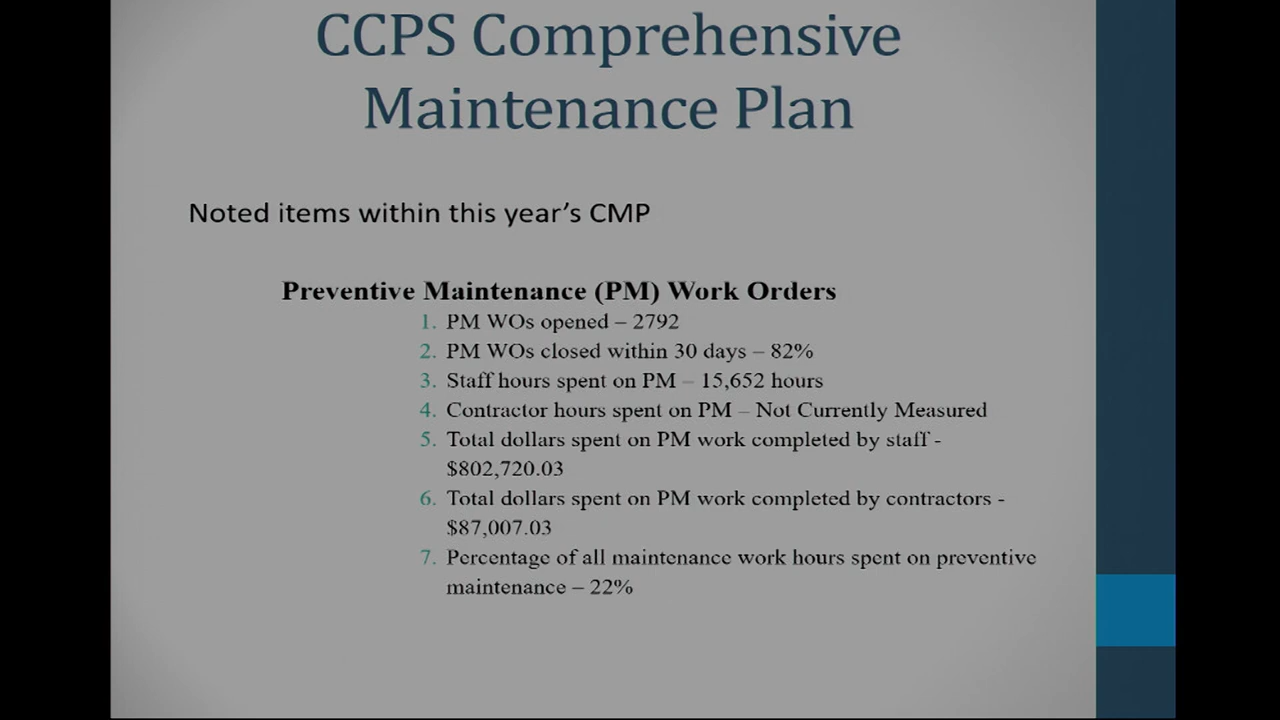 CCPS Comprehensive
Maintenance Plan
Noted items within this year's CMP
Preventive Maintenance (PM) Work Orders
1. PM WOs opened – 2792
2. PM WOs closed within 30 days – 82%
3. Staff hours spent on PM – 15,652 hours
4. Contractor hours spent on PM – Not Currently Measured
5. Total dollars spent on PM work completed by staff -
$802,720.03
6. Total dollars spent on PM work completed by contractors -
$87,007.03
7. Percentage of all maintenance work hours spent on preventive
maintenance – 22%